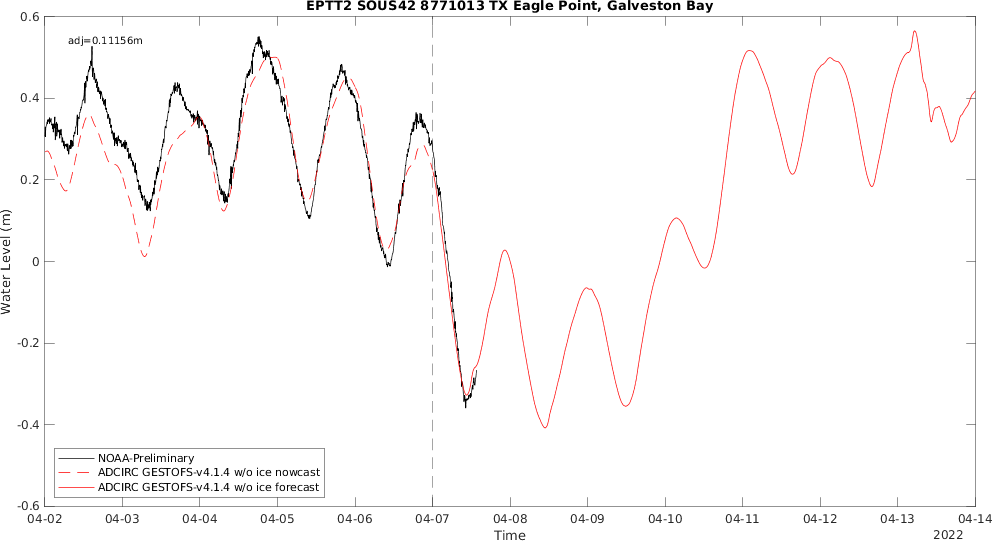 EPTT2 SOUS42 8771013 TX Eagle Point, Galveston Bay
0.6
adj=0.11156m
0.4
0.2
0
-0.2
-0.4
-0.6
Water Level (m)
NOAA-Preliminary
ADCIRC GESTOFS-v4.1.4 w/o ice nowcast
ADCIRC GESTOFS-v4.1.4 w/o ice forecast
04-02 04-03 04-04 04-05 04-06 04-07 04-08 04-09 04-10 04-11 04-12 04-13 04-14
Time
2022